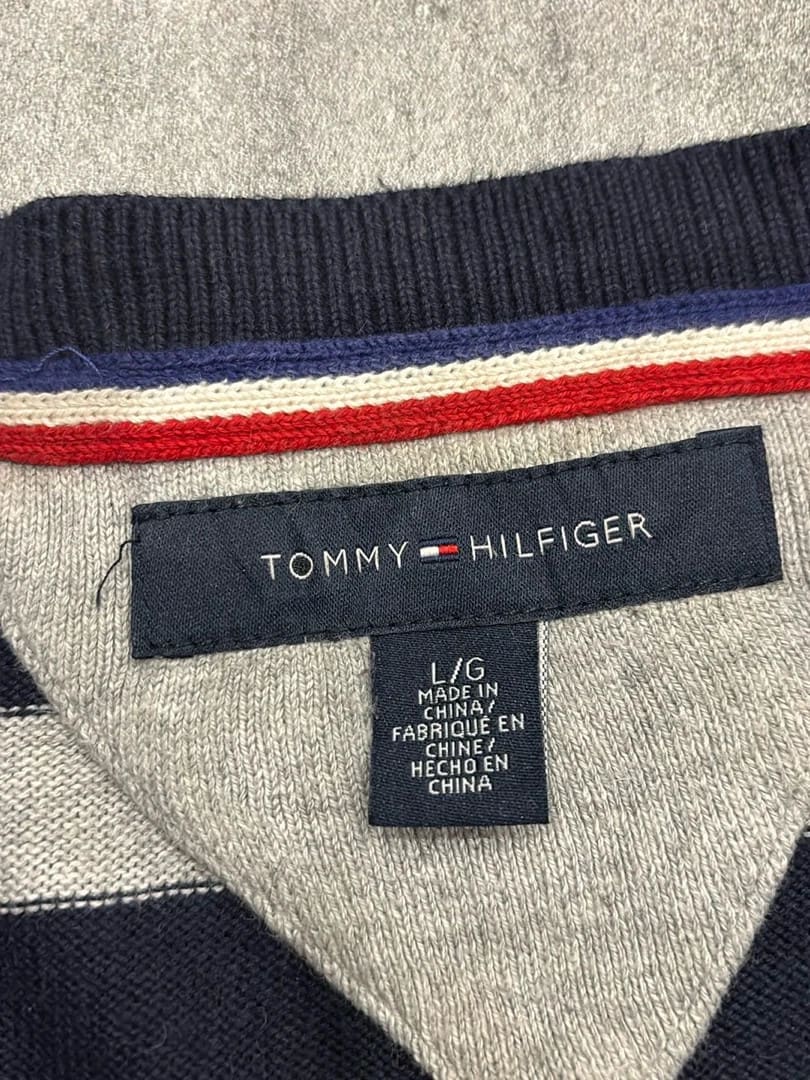 TOMMY HILFIGER
L/G
MADE IN
CHINA/
FABRIQUÉ EN
CHINE/
HECHO EN
CHINA